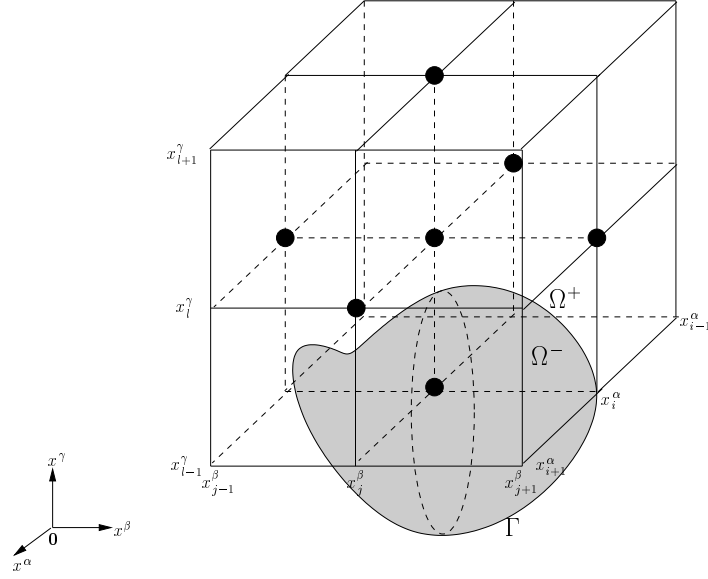 x^γ_{l+1}
x^γ_l
Ω^+
x^α_{i-1}
Ω^-
x^α_i
x^γ_{l-1}
x^α_{i+1}
x^β_{j-1}
x^β_j
x^β_{j+1}
x^γ
Γ
x^β
0
x^α